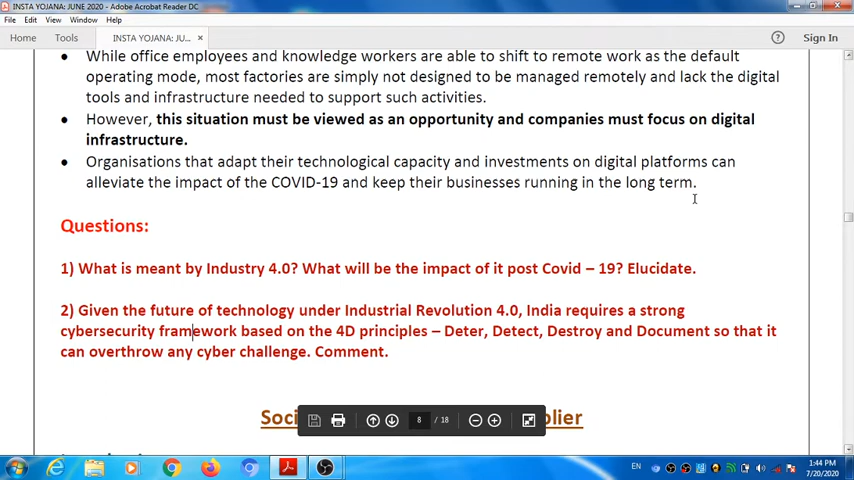 INSTA YOJANA: JUNE 2020 - Adobe Acrobat Reader DC
File Edit View Window Help
Home Tools INSTA YOJANA: JU... × Sign In
• While office employees and knowledge workers are able to shift to remote work as the default
operating mode, most factories are simply not designed to be managed remotely and lack the digital
tools and infrastructure needed to support such activities.
• However, this situation must be viewed as an opportunity and companies must focus on digital
infrastructure.
• Organisations that adapt their technological capacity and investments on digital platforms can
alleviate the impact of the COVID-19 and keep their businesses running in the long term.
Questions:
1) What is meant by Industry 4.0? What will be the impact of it post Covid – 19? Elucidate.
2) Given the future of technology under Industrial Revolution 4.0, India requires a strong
cybersecurity framework based on the 4D principles – Deter, Detect, Destroy and Document so that it
can overthrow any cyber challenge. Comment.
Soci
plier
8 / 18
EN
1:44 PM
7/20/2020